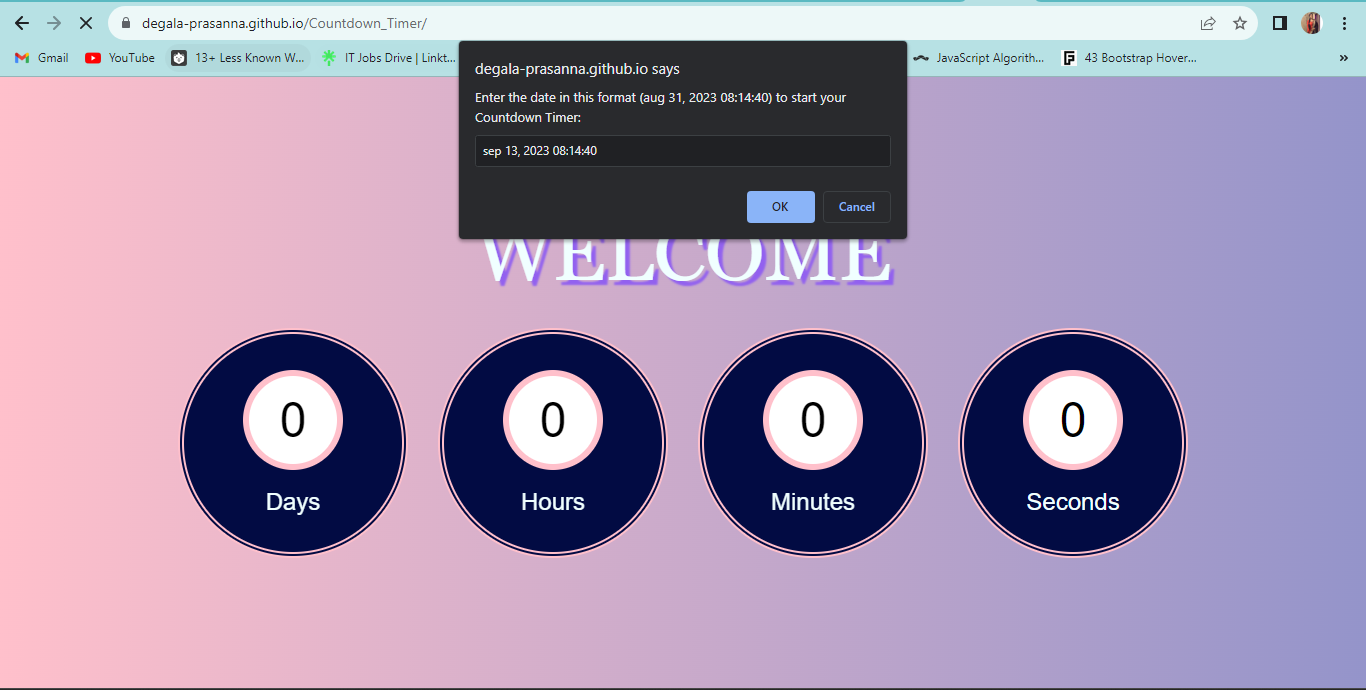 degala-prasanna.github.io/Countdown_Timer/
Gmail YouTube 13+ Less Known W... IT Jobs Drive | Linkt... JavaScript Algorith... 43 Bootstrap Hover... »
degala-prasanna.github.io says
Enter the date in this format (aug 31, 2023 08:14:40) to start your
Countdown Timer:
sep 13, 2023 08:14:40
OK Cancel
WELCOME
0 0 0 0
Days Hours Minutes Seconds